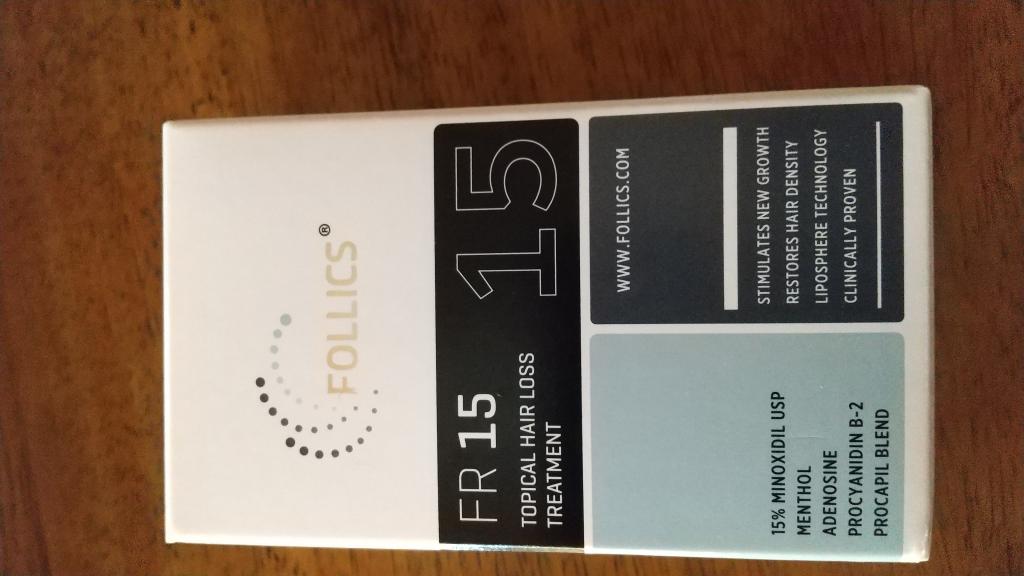 FOLLICS®
FR 15
15
TOPICAL HAIR LOSS
TREATMENT
15% MINOXIDIL USP
MENTHOL
ADENOSINE
PROCYANIDIN B-2
PROCAPIL BLEND
WWW.FOLLICS.COM
STIMULATES NEW GROWTH
RESTORES HAIR DENSITY
LIPOSPHERE TECHNOLOGY
CLINICALLY PROVEN